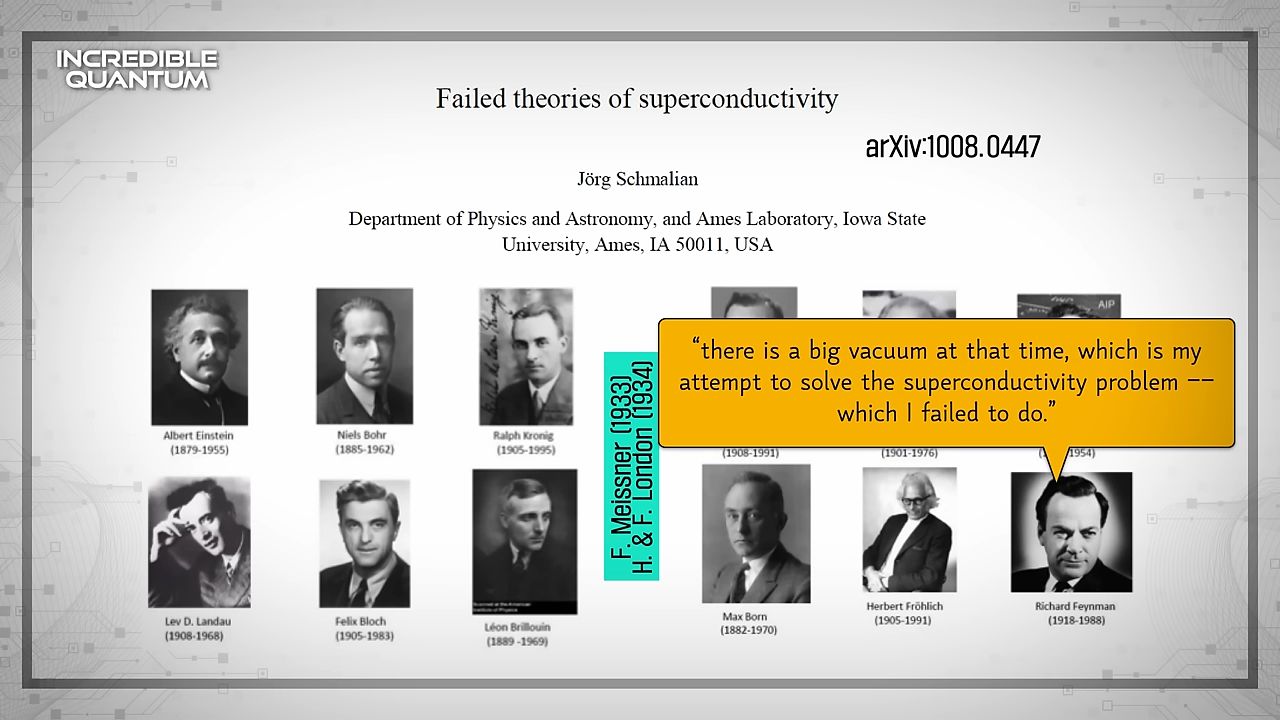 INCREDIBLE
QUANTUM
Failed theories of superconductivity
arXiv:1008.0447
Jörg Schmalian
Department of Physics and Astronomy, and Ames Laboratory, Iowa State
University, Ames, IA 50011, USA
AIP
“there is a big vacuum at that time, which is my
attempt to solve the superconductivity problem --
which I failed to do.”
Albert Einstein
(1879-1955)
Niels Bohr
(1885-1962)
Ralph Kronig
(1905-1995)
F. Meissner (1933)
H. & F. London (1934)
(1908-1991)
(1901-1976)
1954)
Lev D. Landau
(1908-1968)
Felix Bloch
(1905-1983)
Léon Brillouin
(1889 -1969)
Max Born
(1882-1970)
Herbert Fröhlich
(1905-1991)
Richard Feynman
(1918-1988)